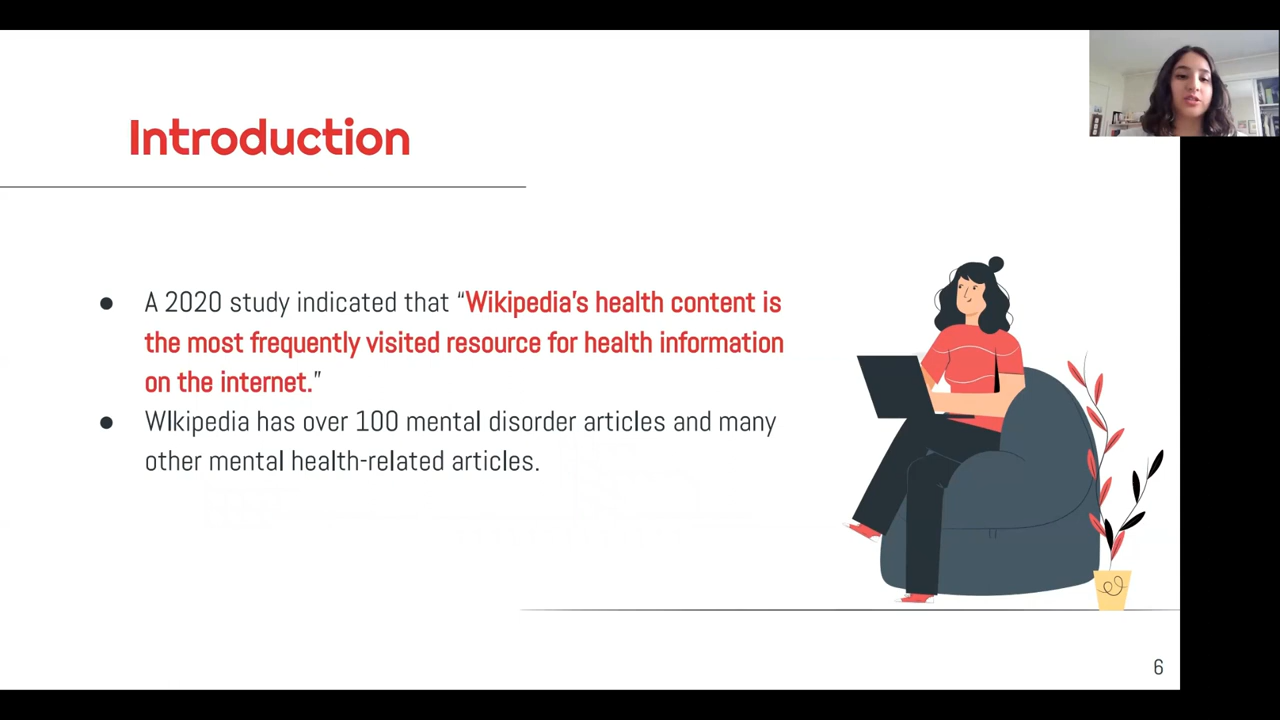 Introduction
● A 2020 study indicated that “Wikipedia’s health content is
the most frequently visited resource for health information
on the internet.”
● WIkipedia has over 100 mental disorder articles and many
other mental health-related articles.
6